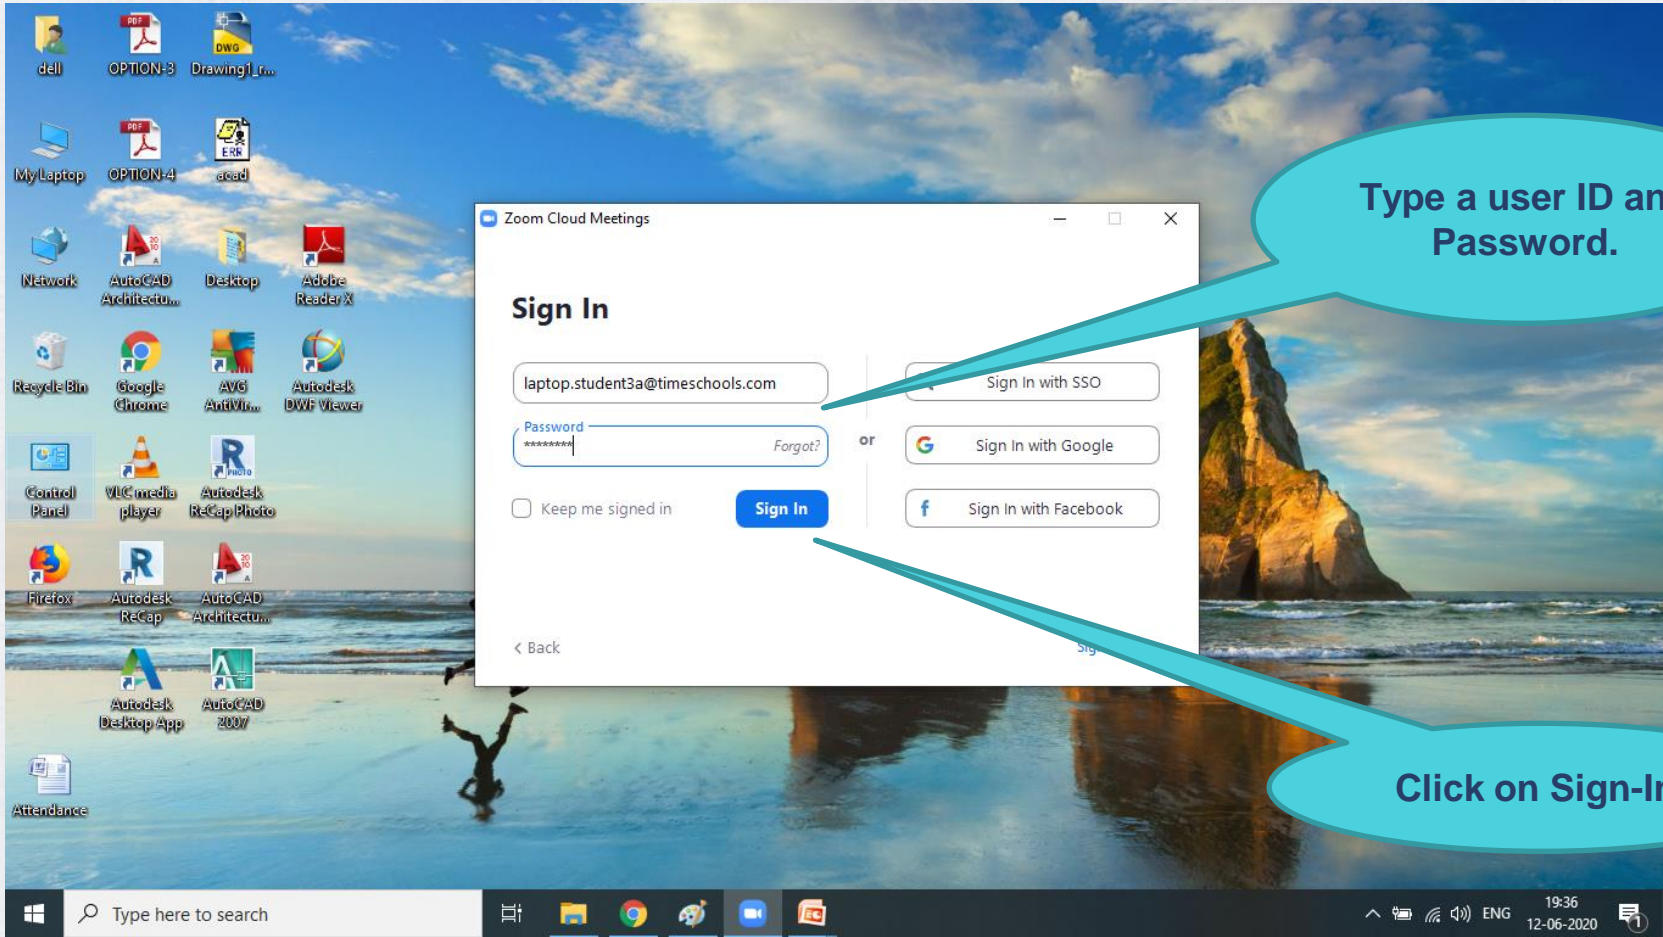 dell
OPTION-3
Drawing1_r...
My Laptop
OPTION-4
acad
Network
AutoCAD
Architectu...
Desktop
Adobe
Reader X
Recycle Bin
Google
Chrome
AVG
AntiVir...
Autodesk
DWF Viewer
Control
Panel
VLC media
player
Autodesk
ReCap Photo
Firefox
Autodesk
ReCap
AutoCAD
Architectu...
Autodesk
Desktop App
AutoCAD
2007
Attendance
Zoom Cloud Meetings
Sign In
laptop.student3a@timeschools.com
Password
********
Forgot?
Keep me signed in
Sign In
or
Sign In with SSO
Sign In with Google
Sign In with Facebook
< Back
Type a user ID an
Password.
Click on Sign-In
Type here to search
ENG
19:36
12-06-2020